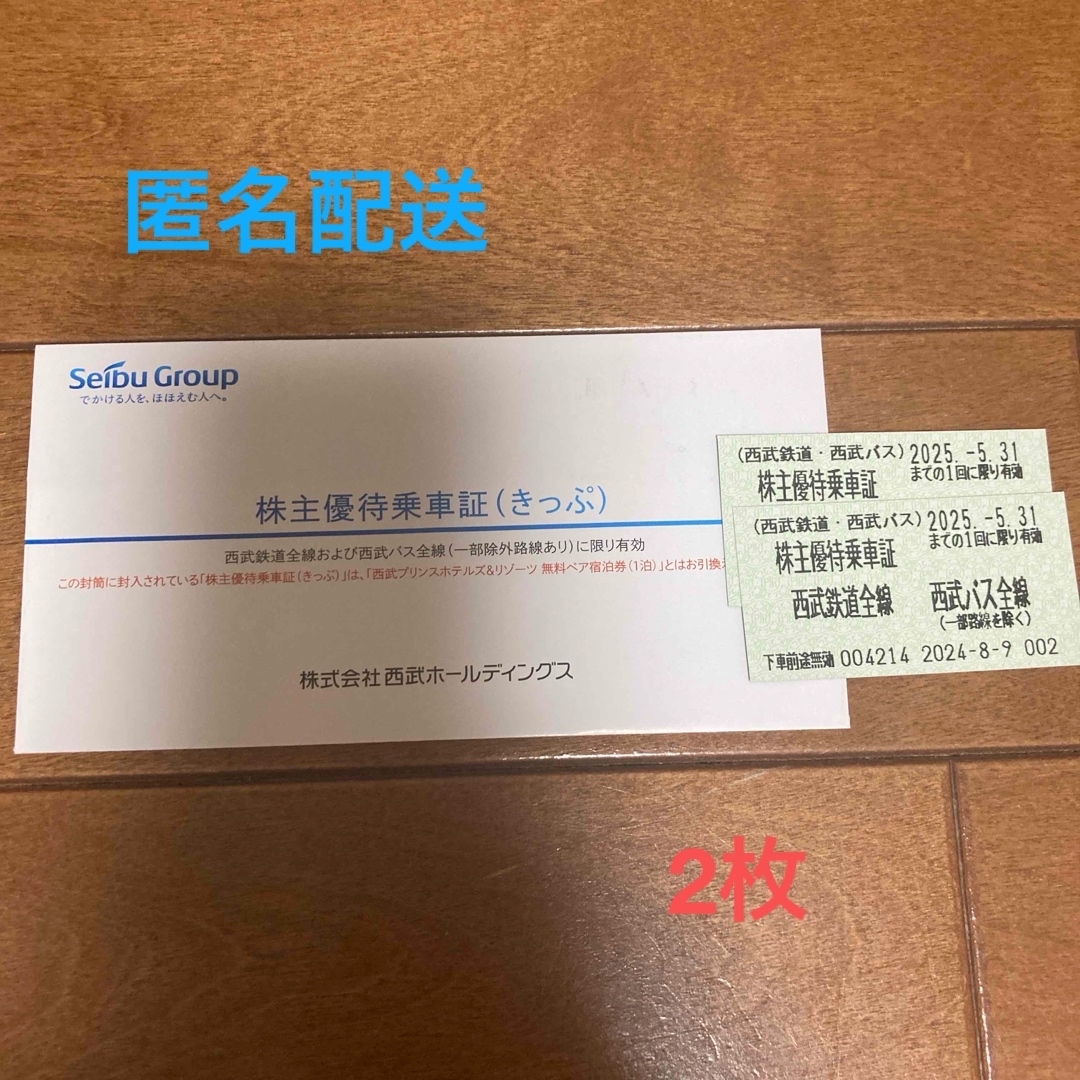 匿名配送
Seibu Group
でかける人を、ほほえむ人へ。
株主優待乗車証(きっぷ)
西武鉄道全線および西武バス全線(一部除外路線あり)に限り有効
この封筒に封入されている「株主優待乗車証(きっぷ)」は、「西武プリンスホテルズ&リゾーツ 無料ペア宿泊券(1泊)」とはお引換
株式会社西武ホールディングス
(西武鉄道・西武バス) 2025.-5.31
株主優待乗車証 までの1回に限り有効
(西武鉄道・西武バス) 2025.-5.31
株主優待乗車証 までの1回に限り有効
西武鉄道全線 西武バス全線
(一部路線を除く)
下車前途無効 004214 2024-8-9 002
2枚